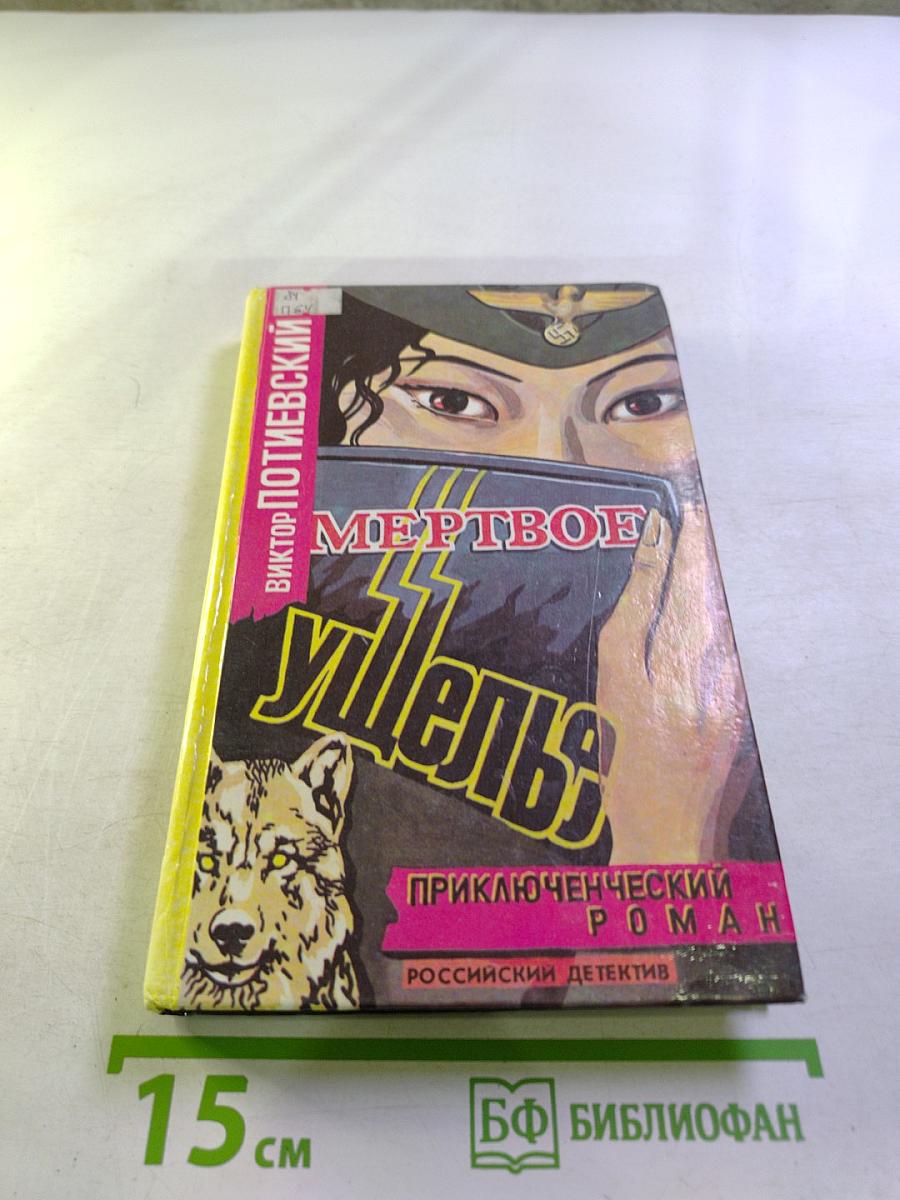 ВИКТОР ПОТИЕВСКИЙ
МЕРТВОЕ
УЩЕЛЬЕ
ПРИКЛЮЧЕНЧЕСКИЙ
РОМАН
РОССИЙСКИЙ ДЕТЕКТИВ
15 см
БФ БИБЛИОФАН